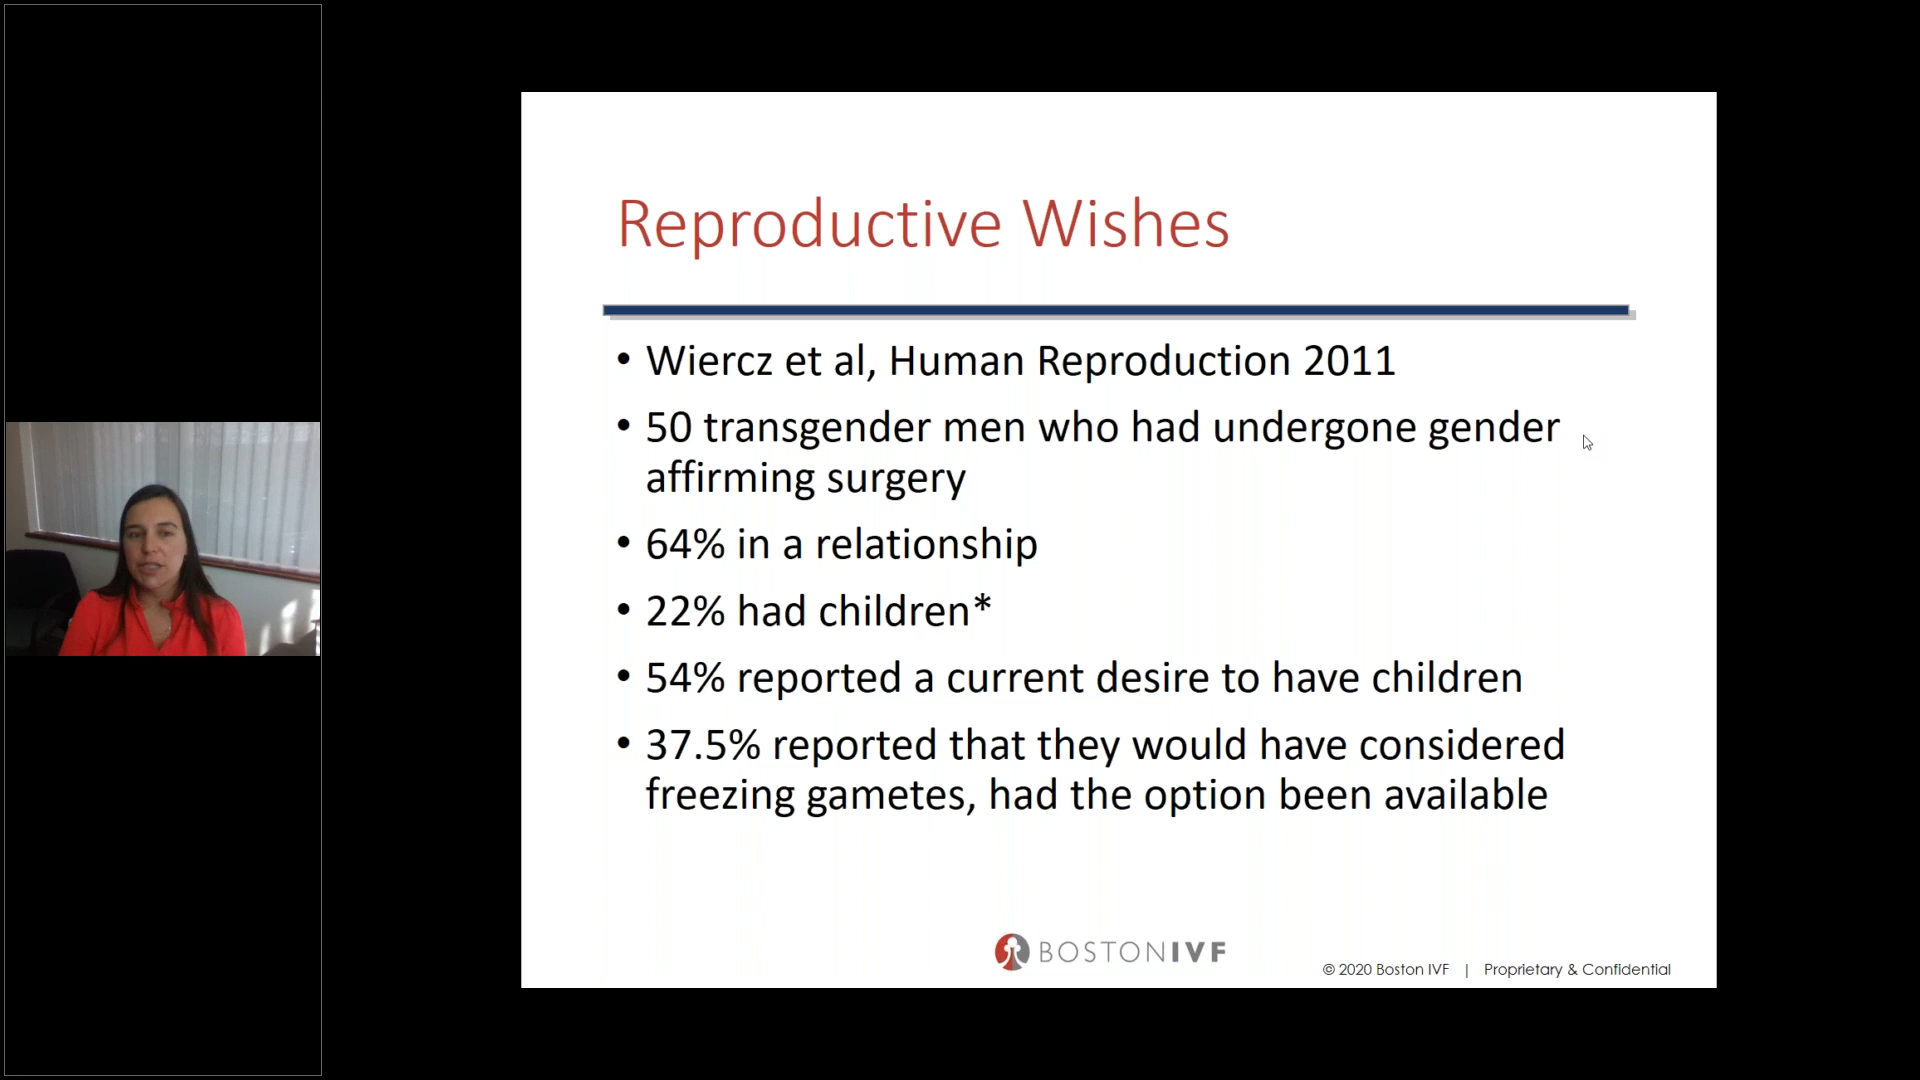 Reproductive Wishes
• Wiercz et al, Human Reproduction 2011
• 50 transgender men who had undergone gender
affirming surgery
• 64% in a relationship
• 22% had children*
• 54% reported a current desire to have children
• 37.5% reported that they would have considered
freezing gametes, had the option been available
BOSTONIVF
© 2020 Boston IVF | Proprietary & Confidential